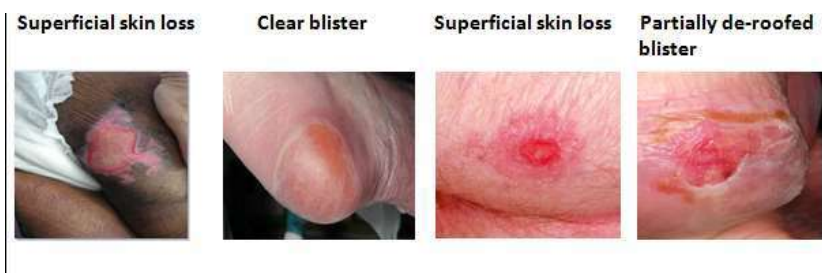 Superficial skin loss
Clear blister
Superficial skin loss
Partially de-roofed
blister